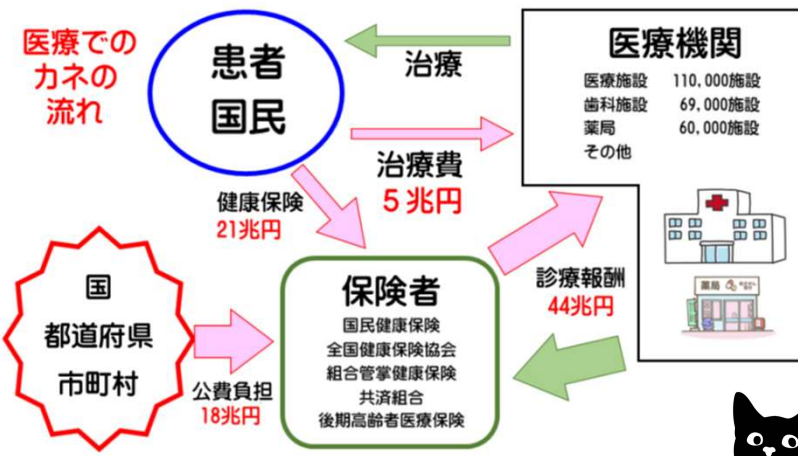 医療での
カネの
流れ
患者
国民
治療
治療費
5兆円
医療機関
医療施設 110,000施設
歯科施設 69,000施設
薬局 60,000施設
その他
健康保険
21兆円
国
都道府県
市町村
公費負担
18兆円
保険者
国民健康保険
全国健康保険協会
組合管掌健康保険
共済組合
後期高齢者医療保険
診療報酬
44兆円
薬局